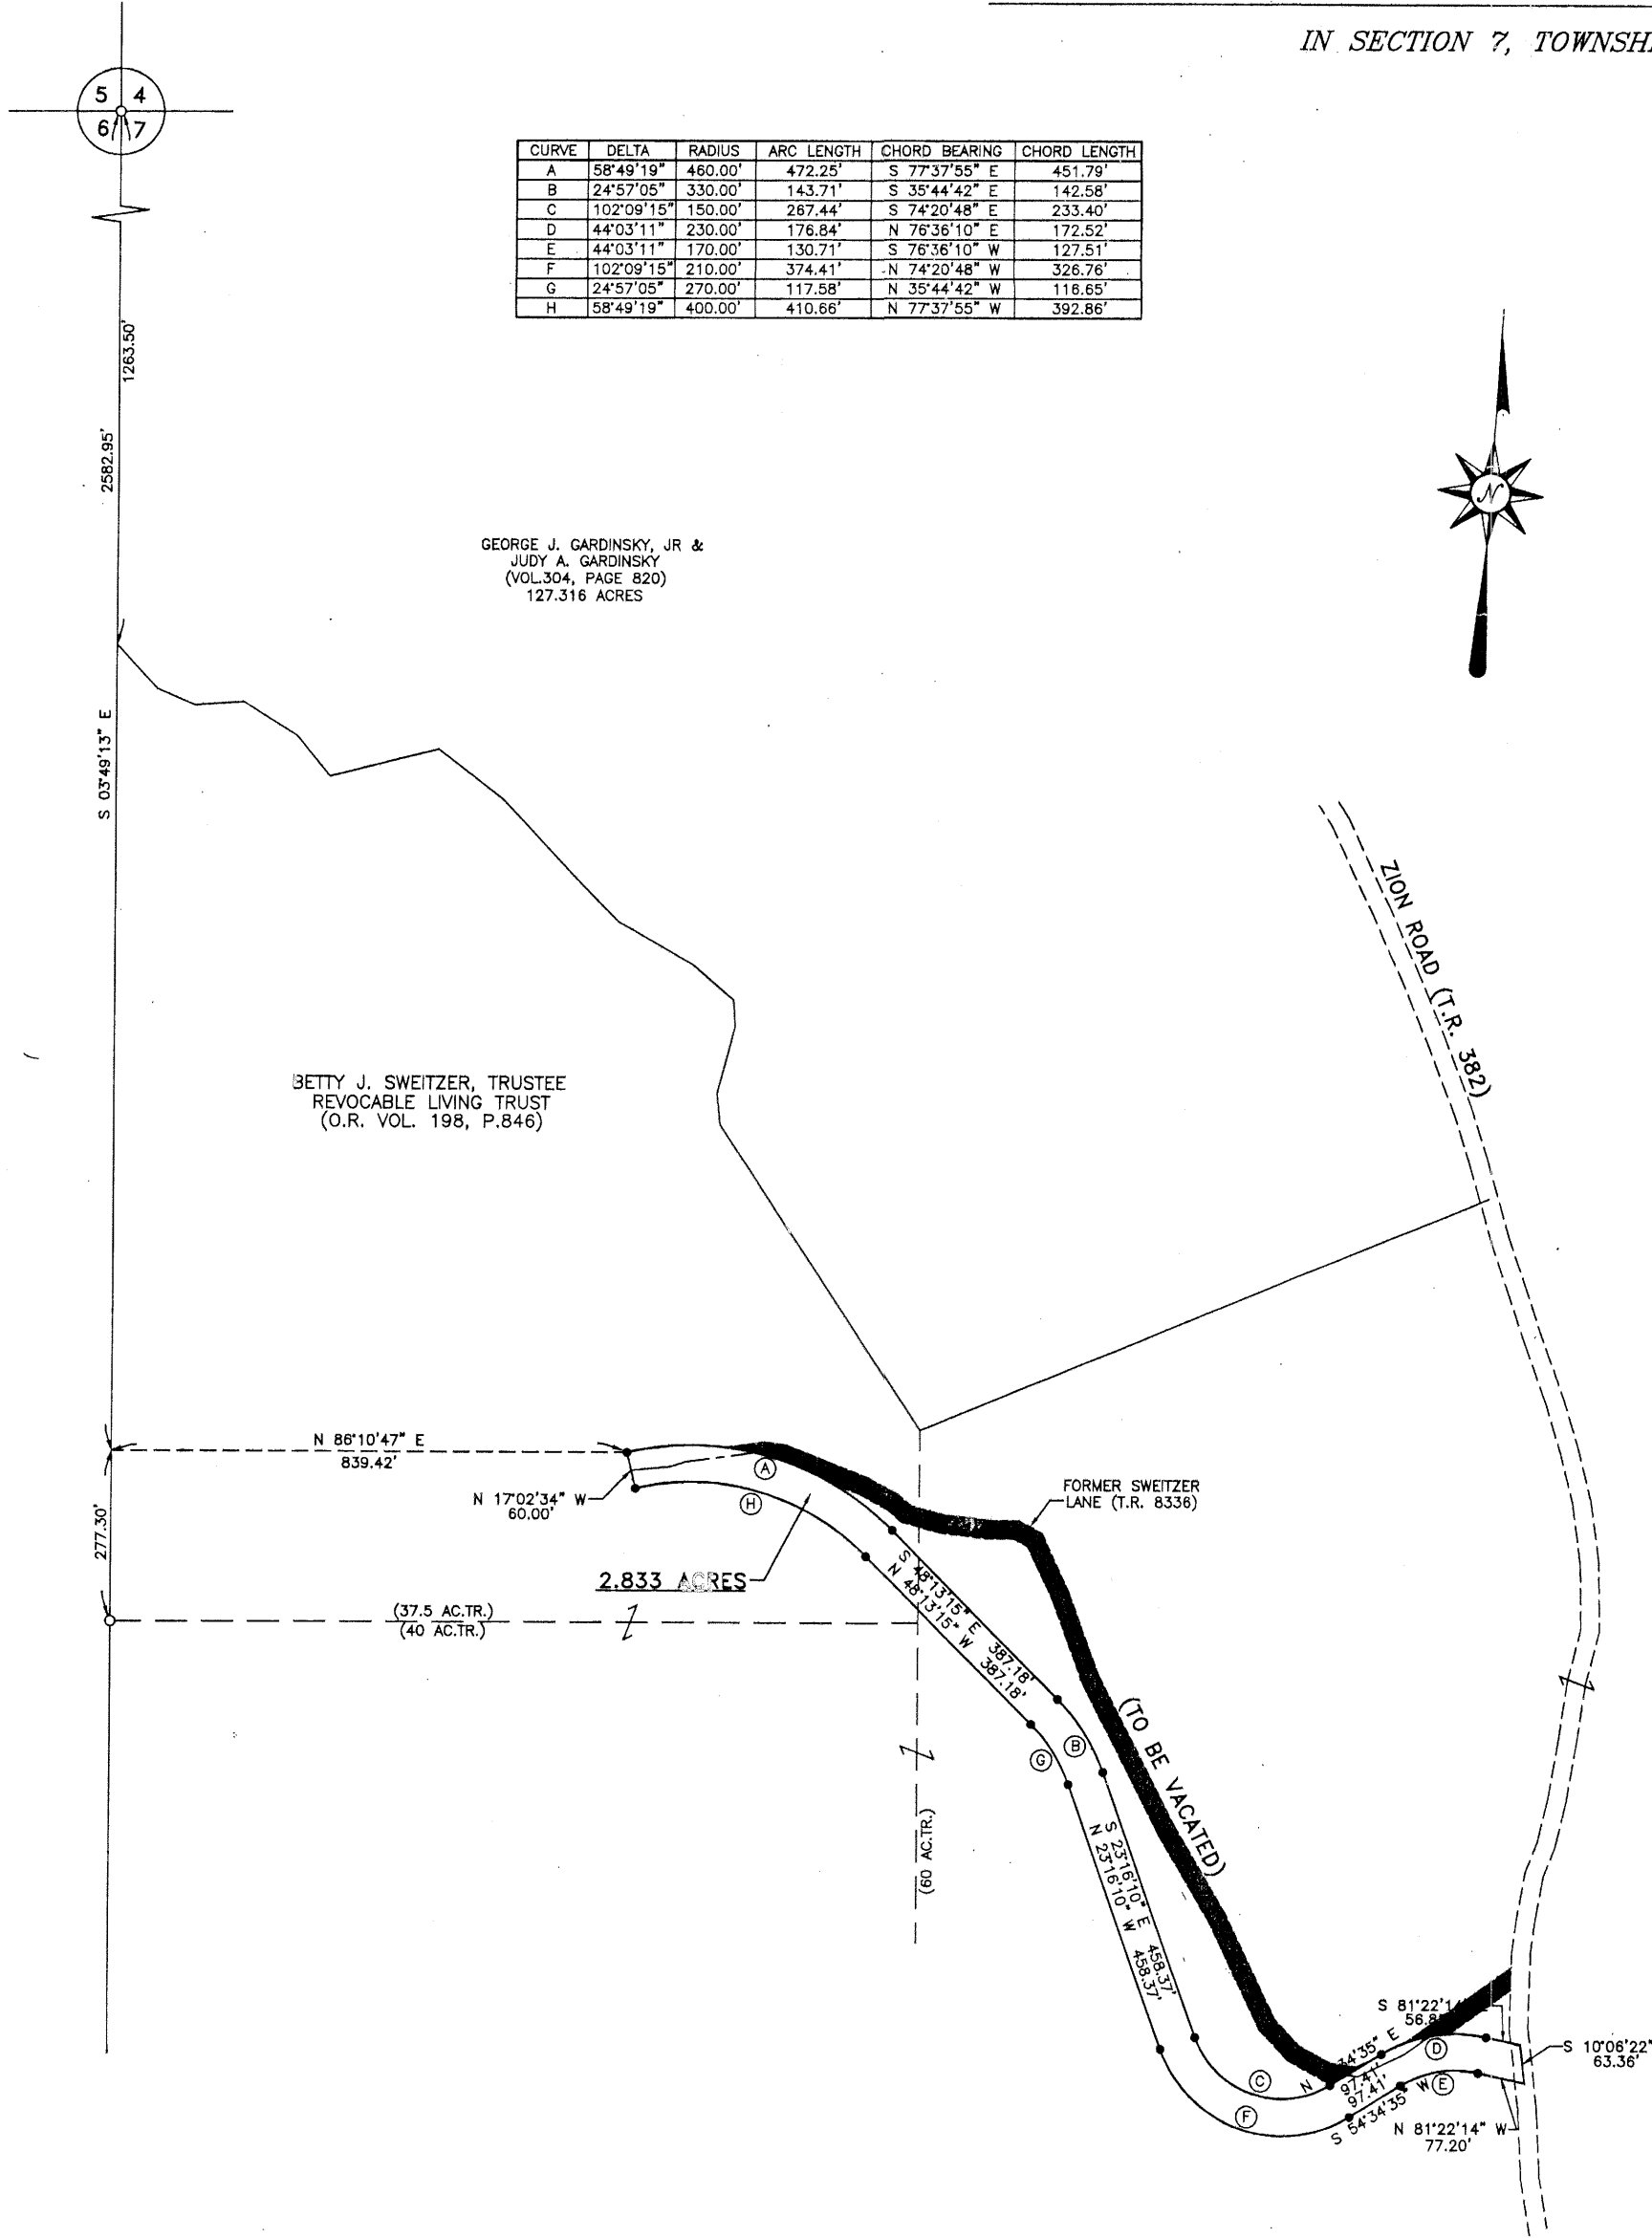 IN SECTION 7, TOWNSHI
5 4
6 7
CURVE DELTA RADIUS ARC LENGTH CHORD BEARING CHORD LENGTH
A 58°49'19" 460.00' 472.25' S 77°37'55" E 451.79'
B 24°57'05" 330.00' 143.71' S 35°44'42" E 142.58'
C 102°09'15" 150.00' 267.44' S 74°20'48" E 233.40'
D 44°03'11" 230.00' 176.84' N 76°36'10" E 172.52'
E 44°03'11" 170.00' 130.71' S 76°36'10" W 127.51'
F 102°09'15" 210.00' 374.41' N 74°20'48" W 326.76'
G 24°57'05" 270.00' 117.58' N 35°44'42" W 116.65'
H 58°49'19" 400.00' 410.66' N 77°37'55" W 392.86'
1263.50'
2582.95'
S 03°49'13" E
N
GEORGE J. GARDINSKY, JR &
JUDY A. GARDINSKY
(VOL.304, PAGE 820)
127.316 ACRES
ZION ROAD (T.R. 382)
BETTY J. SWEITZER, TRUSTEE
REVOCABLE LIVING TRUST
(O.R. VOL. 198, P.846)
N 86°10'47" E
839.42'
N 17°02'34" W
60.00'
A
H
FORMER SWEITZER
LANE (T.R. 8336)
277.30'
2.833 ACRES
(37.5 AC.TR.)
(40 AC.TR.)
S 48°13'15" E 387.18'
N 48°13'15" W 387.18'
(TO BE VACATED)
B
G
(60 AC.TR.)
S 23°16'10" E 458.37'
N 23°16'10" W 458.37'
S 81°22'14"
56.8
S 10°06'22"
63.36'
N 34'35" E
97.41'
97.41'
S 54°34'35" W
C
D
E
F
N 81°22'14" W
77.20'